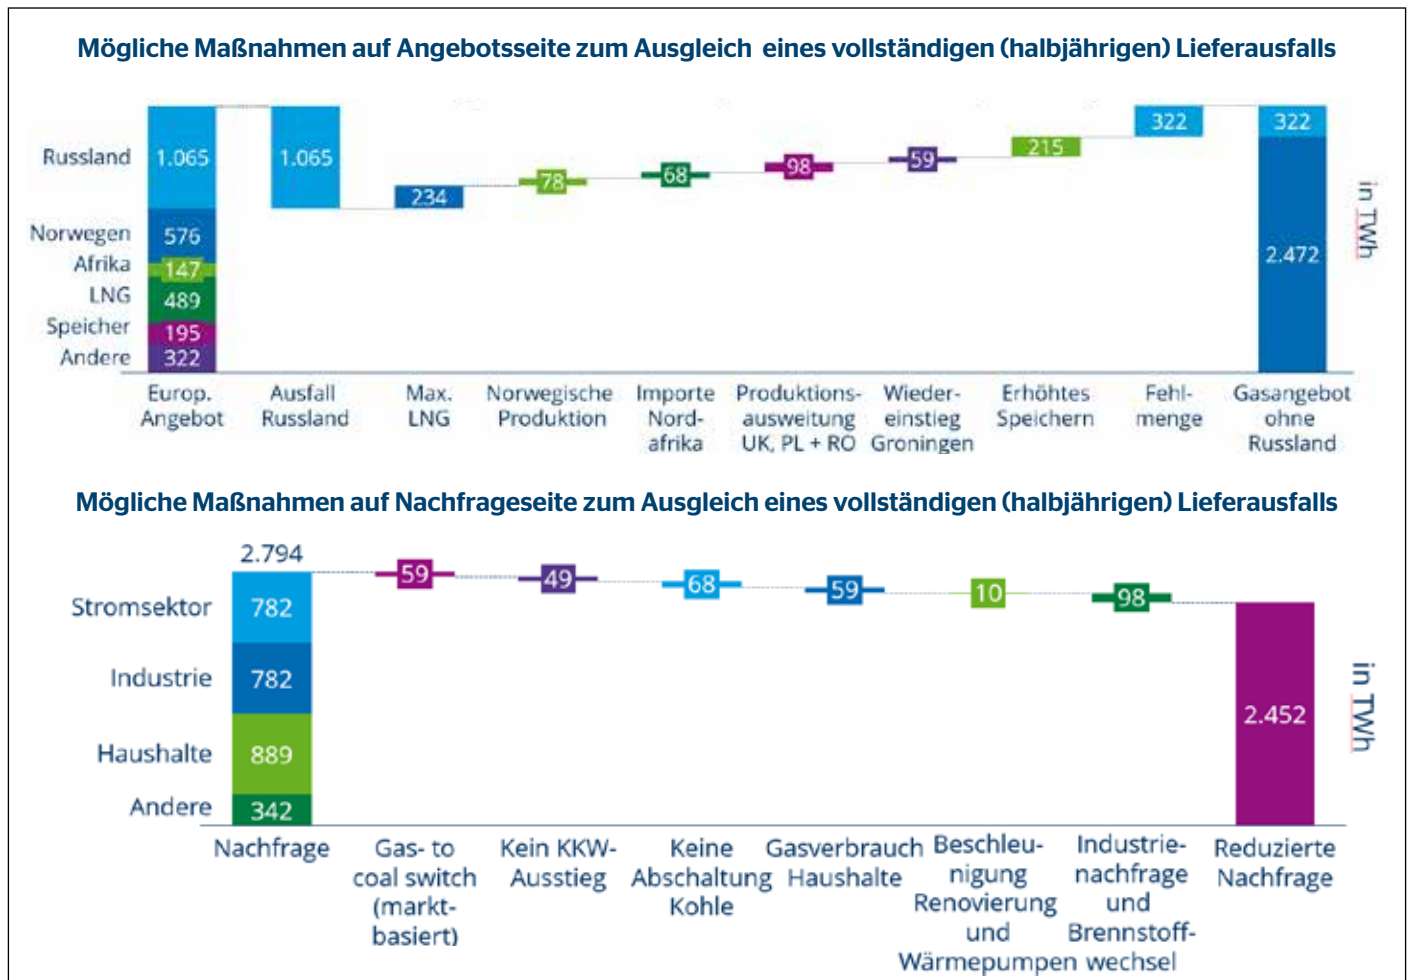 Mögliche Maßnahmen auf Angebotsseite zum Ausgleich eines vollständigen (halbjährigen) Lieferausfalls
Russland
Norwegen
Afrika
LNG
Speicher
Andere
1.065
576
147
489
195
322
1.065
234
78
68
98
59
215
322
322
2.472
in TWh
Europ.
Angebot
Ausfall
Russland
Max.
LNG
Norwegische
Produktion
Importe
Nord-
afrika
Produktions-
ausweitung
UK, PL + RO
Wieder-
einstieg
Groningen
Erhöhtes
Speichern
Fehl-
menge
Gasangebot
ohne
Russland
Mögliche Maßnahmen auf Nachfrageseite zum Ausgleich eines vollständigen (halbjährigen) Lieferausfalls
2.794
Stromsektor
Industrie
Haushalte
Andere
782
782
889
342
59
49
68
59
10
98
2.452
in TWh
Nachfrage
Gas- to
coal switch
(markt-
basiert)
Kein KKW-
Ausstieg
Keine
Abschaltung
Kohle
Gasverbrauch
Haushalte
Beschleu-
nigung
Renovierung
und
Wärmepumpen
Industrie-
nachfrage
und
Brennstoff-
wechsel
Reduzierte
Nachfrage